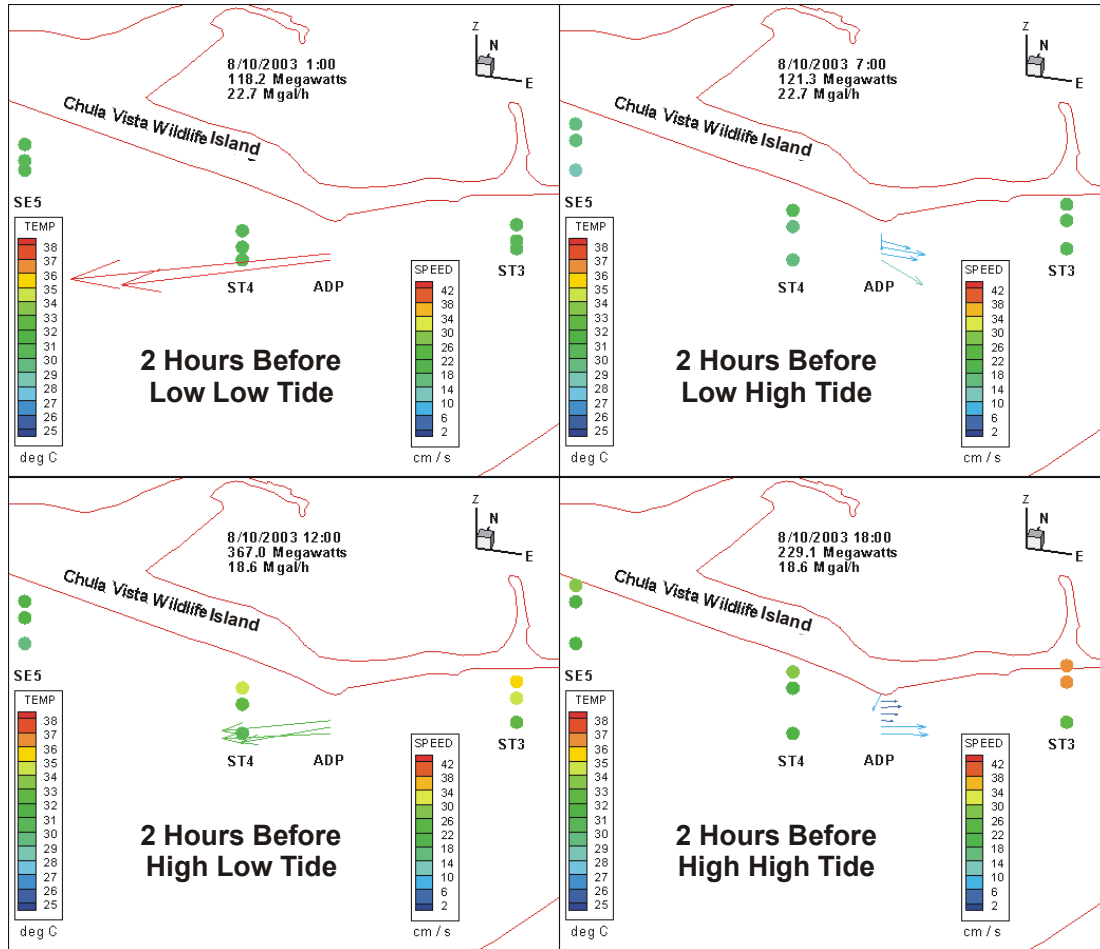 Z
N
E
8/10/2003 1:00
118.2 Megawatts
22.7 Mgal/h
Chula Vista Wildlife Island
SE5
TEMP
38
37
36
35
34
33
32
31
30
29
28
27
26
25
deg C
ST4
ADP
ST3
SPEED
42
38
34
30
26
22
18
14
10
6
2
cm / s
2 Hours Before
Low Low Tide
Z
N
E
8/10/2003 7:00
121.3 Megawatts
22.7 Mgal/h
Chula Vista Wildlife Island
SE5
TEMP
38
37
36
35
34
33
32
31
30
29
28
27
26
25
deg C
ST4
ADP
ST3
SPEED
42
38
34
30
26
22
18
14
10
6
2
cm / s
2 Hours Before
Low High Tide
Z
N
E
8/10/2003 12:00
367.0 Megawatts
18.6 Mgal/h
Chula Vista Wildlife Island
SE5
TEMP
38
37
36
35
34
33
32
31
30
29
28
27
26
25
deg C
ST4
ADP
ST3
SPEED
42
38
34
30
26
22
18
14
10
6
2
cm / s
2 Hours Before
High Low Tide
Z
N
E
8/10/2003 18:00
229.1 Megawatts
18.6 Mgal/h
Chula Vista Wildlife Island
SE5
TEMP
38
37
36
35
34
33
32
31
30
29
28
27
26
25
deg C
ST4
ADP
ST3
SPEED
42
38
34
30
26
22
18
14
10
6
2
cm / s
2 Hours Before
High High Tide